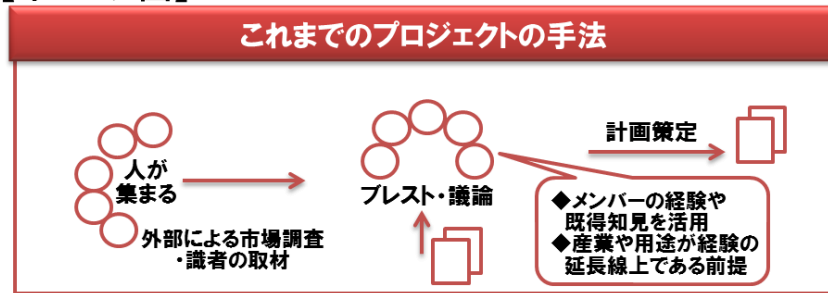 これまでのプロジェクトの手法
人が
集まる
外部による市場調査
・識者の取材
ブレスト・議論
計画策定
◆メンバーの経験や
既得知見を活用
◆産業や用途が経験の
延長線上である前提